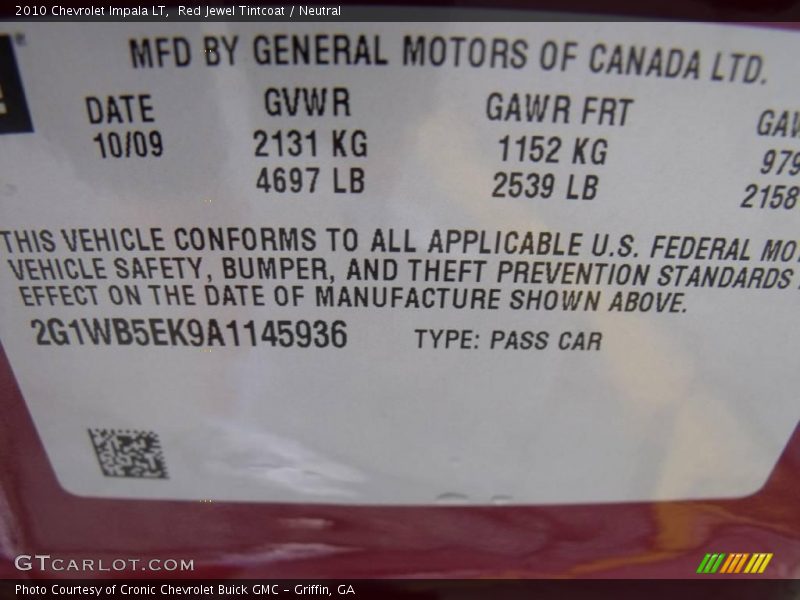 2010 Chevrolet Impala LT, Red Jewel Tintcoat / Neutral
MFD BY GENERAL MOTORS OF CANADA LTD.
DATE GVWR GAWR FRT
10/09 2131 KG 1152 KG 979
4697 LB 2539 LB 2158
THIS VEHICLE CONFORMS TO ALL APPLICABLE U.S. FEDERAL
VEHICLE SAFETY, BUMPER, AND THEFT PREVENTION STANDARDS
EFFECT ON THE DATE OF MANUFACTURE SHOWN ABOVE.
2G1WB5EK9A1145936 TYPE: PASS CAR
GTCARLOT.COM
Photo Courtesy of Cronic Chevrolet Buick GMC – Griffin, GA